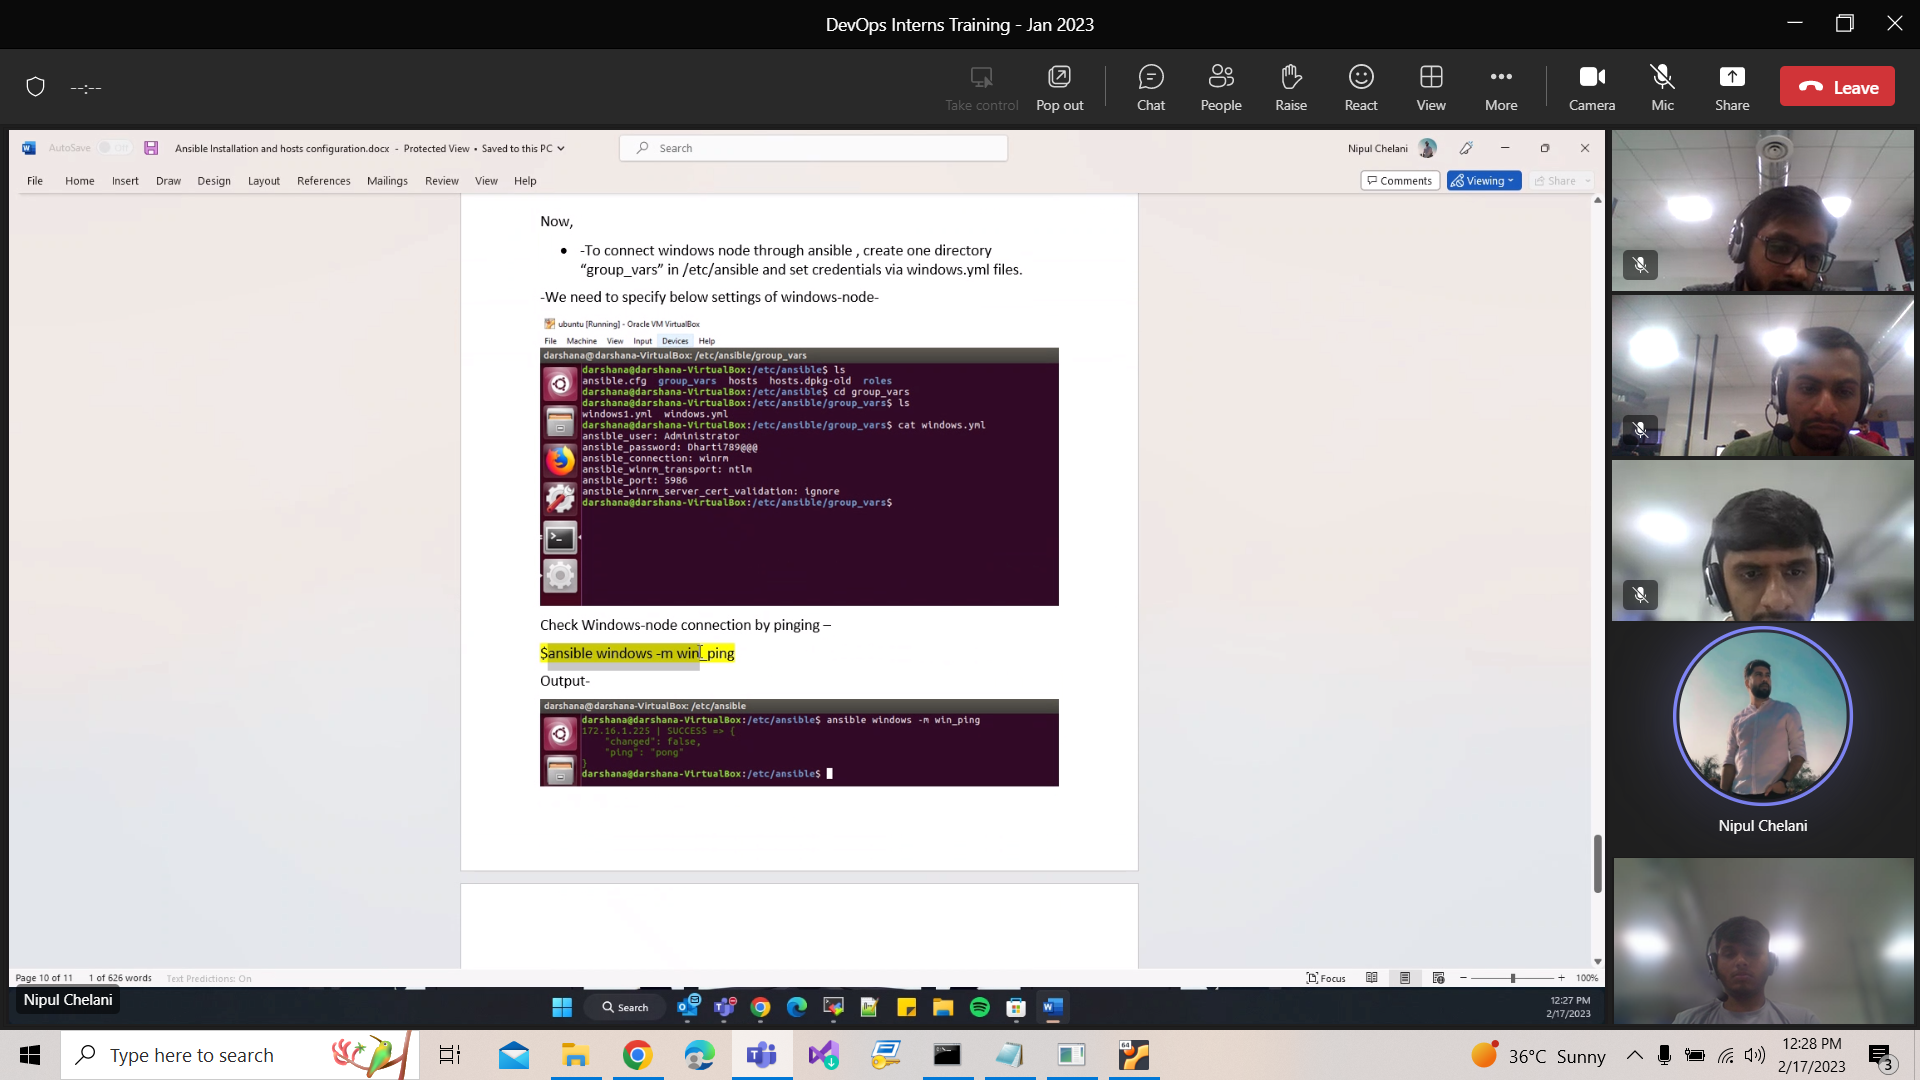 DevOps Interns Training - Jan 2023
--:--
Take control
Pop out
Chat
People
Raise
React
View
More
Camera
Mic
Share
Leave
AutoSave Off
Ansible Installation and hosts configuration.docx - Protected View • Saved to this PC
Search
Nipul Chelani
File Home Insert Draw Design Layout References Mailings Review View Help
Comments
Viewing
Share
Now,
• -To connect windows node through ansible , create one directory
“group_vars” in /etc/ansible and set credentials via windows.yml files.
-We need to specify below settings of windows-node-
ubuntu [Running] - Oracle VM VirtualBox
File Machine View Input Devices Help
darshana@darshana-VirtualBox: /etc/ansible/group_vars
darshana@darshana-VirtualBox:/etc/ansible$ ls
ansible.cfg group_vars hosts hosts.dpkg-old roles
darshana@darshana-VirtualBox:/etc/ansible$ cd group_vars
darshana@darshana-VirtualBox:/etc/ansible/group_vars$ ls
windows1.yml windows.yml
darshana@darshana-VirtualBox:/etc/ansible/group_vars$ cat windows.yml
ansible_user: Administrator
ansible_password: Dharti789@@@
ansible_connection: winrm
ansible_winrm_transport: ntlm
ansible_port: 5986
ansible_winrm_server_cert_validation: ignore
darshana@darshana-VirtualBox:/etc/ansible/group_vars$
Check Windows-node connection by pinging –
$ansible windows -m win_ping
Output-
darshana@darshana-VirtualBox: /etc/ansible
darshana@darshana-VirtualBox:/etc/ansible$ ansible windows -m win_ping
172.16.1.225 | SUCCESS => {
"changed": false,
"ping": "pong"
}
darshana@darshana-VirtualBox:/etc/ansible$
Nipul Chelani
Page 10 of 11 1 of 626 words Text Predictions: On
Focus
100%
Nipul Chelani
Search
12:27 PM
2/17/2023
Type here to search
64
36°C Sunny
12:28 PM
2/17/2023
3